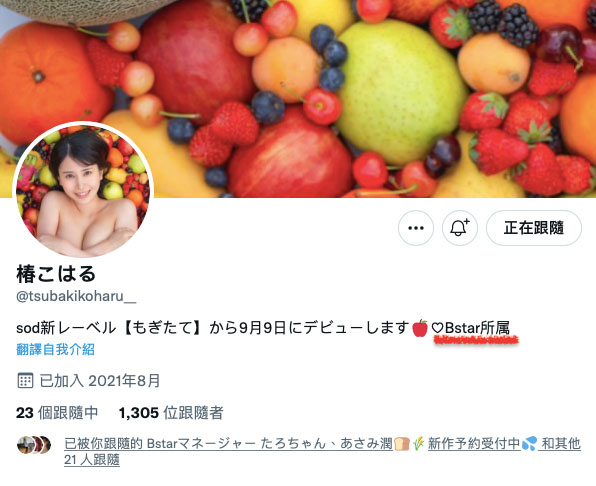 正在跟隨
椿こはる
@tsubakikoharu__
sod新レーベル【もぎたて】から9月9日にデビューします🍎♡Bstar所属
翻譯自我介紹
已加入 2021年8月
23 個跟隨中 1,305 位跟隨者
已被你跟隨的 Bstarマネージャー たろちゃん、あさみ潤🍞🌾新作予約受付中💦 和其他
21 人跟隨